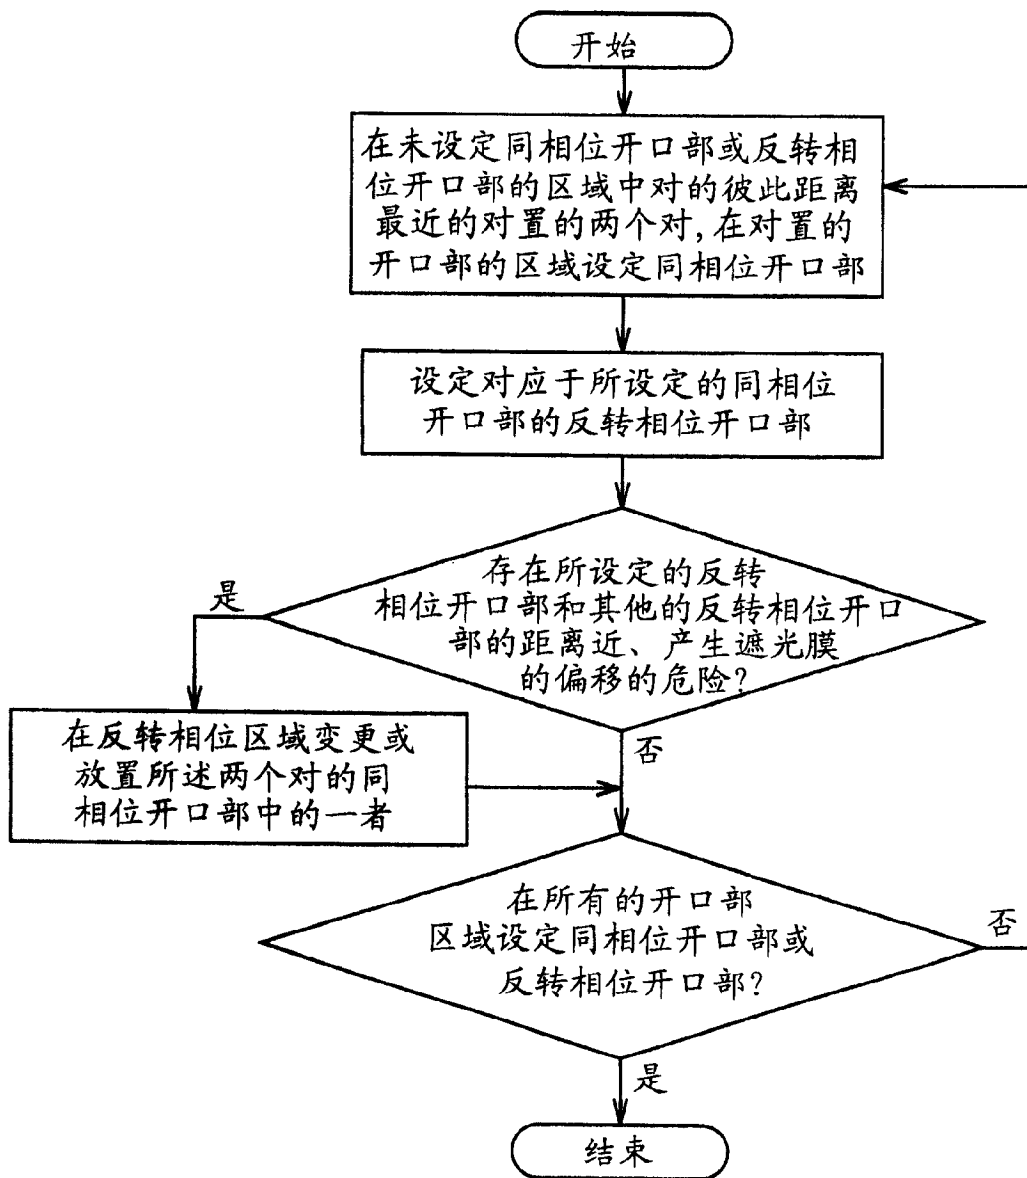 开始
在未设定同相位开口部或反转相
位开口部的区域中对的彼此距离
最近的对置的两个对,在对置的
开口部的区域设定同相位开口部
设定对应于所设定的同相位
开口部的反转相位开口部
存在所设定的反转
相位开口部和其他的反转相位开口
部的距离近、产生遮光膜
的偏移的危险?
是
在反转相位区域变更或
放置所述两个对的同
相位开口部中的一者
否
在所有的开口部
区域设定同相位开口部或
反转相位开口部?
否
是
结束